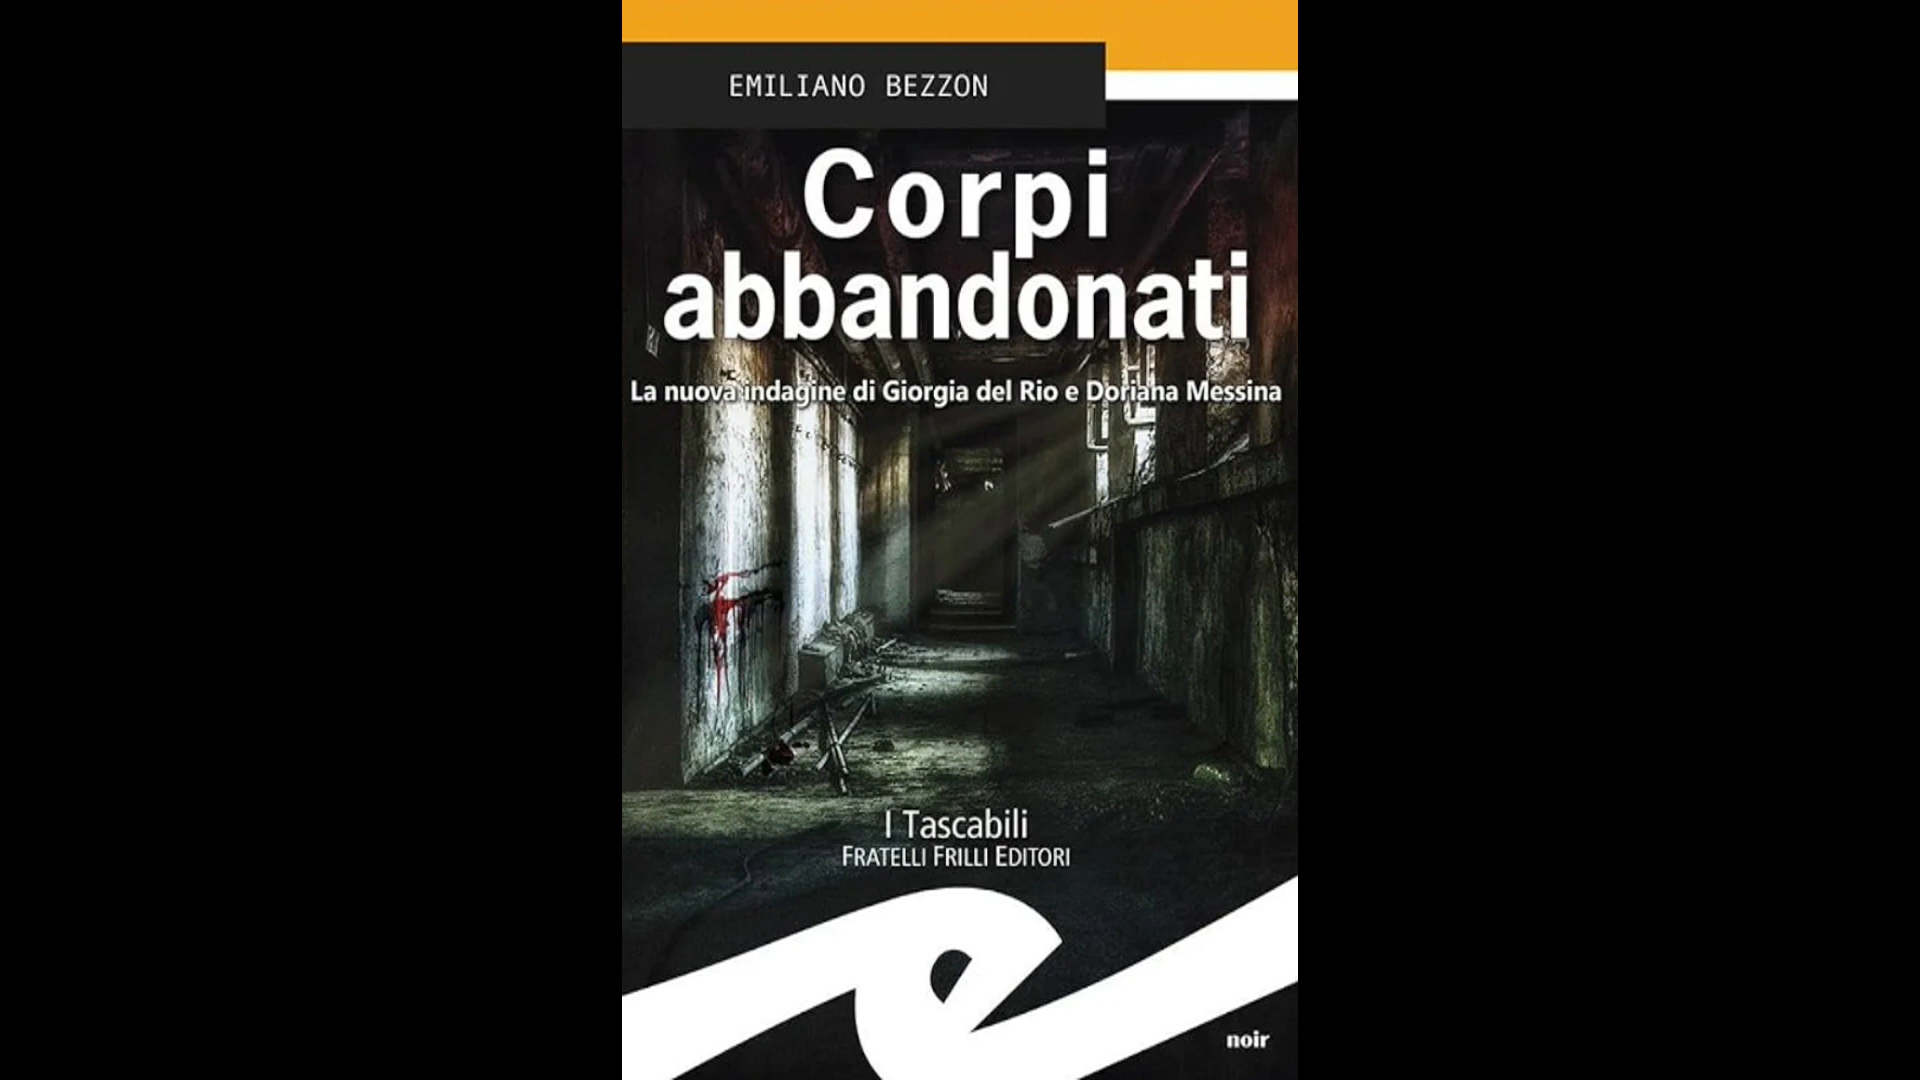 EMILIANO BEZZON
Corpi
abbandonati
La nuova indagine di Giorgia del Rio e Doriana Messina
I Tascabili
FRATELLI FRILLI EDITORI
noir